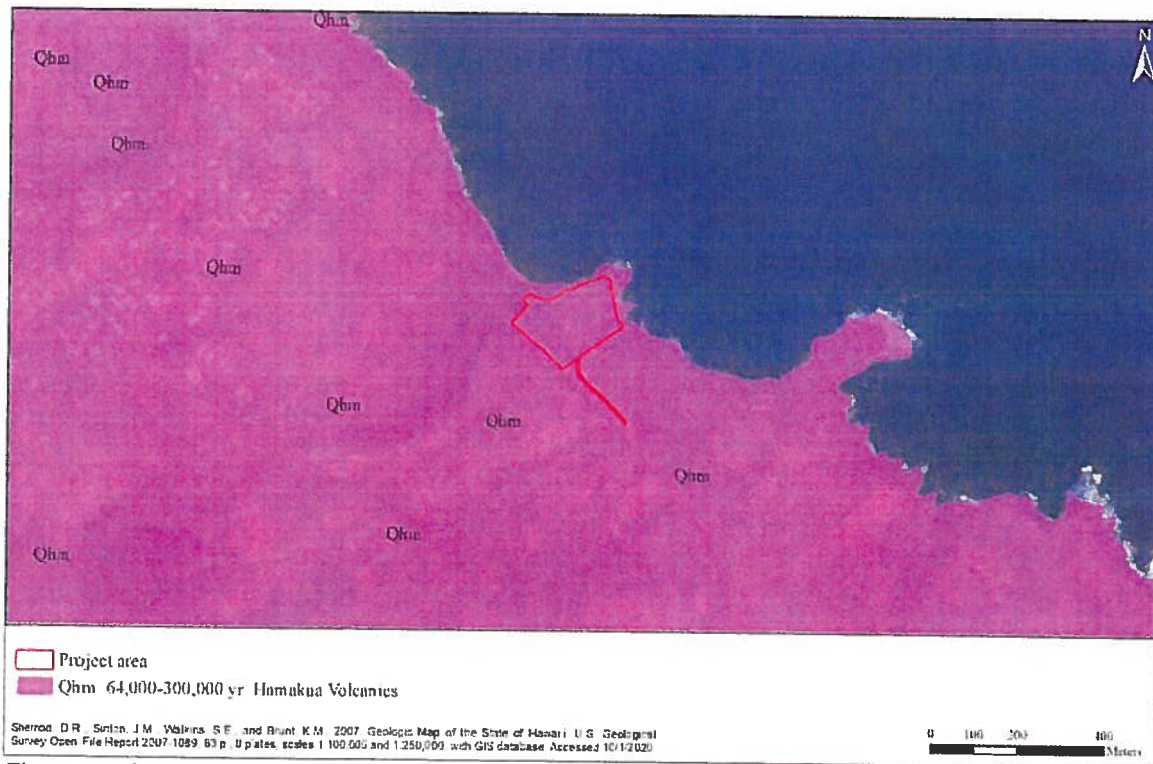 Qhm
N
Qhm
Qhm
Qhm
Qhm
Qhm
Qhm
Qhm
Qhm
Qhm
Project area
Qhm 64,000-300,000 yr Hamakua Volcanics
Sherrod, D.R., Sinton, J.M., Watkins, S.E., and Brunt, K.M., 2007, Geologic Map of the State of Hawaii: U.S. Geological
Survey Open-File Report 2007-1089, 83 p., 8 plates, scales 1:100,000 and 1:250,000, with GIS database. Accessed 10/1/2020
0 100 200 400
Meters